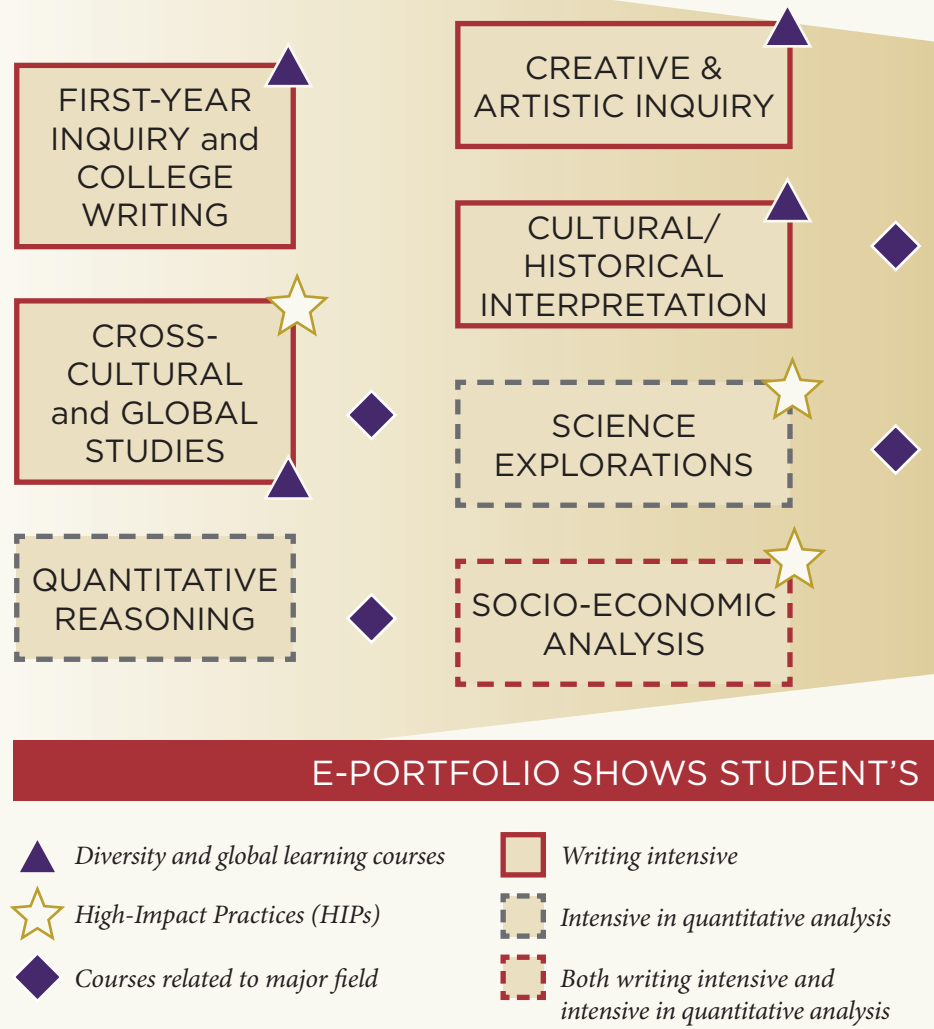 FIRST-YEAR
INQUIRY and
COLLEGE
WRITING
CROSS-
CULTURAL
and GLOBAL
STUDIES
QUANTITATIVE
REASONING
CREATIVE &
ARTISTIC INQUIRY
CULTURAL/
HISTORICAL
INTERPRETATION
SCIENCE
EXPLORATIONS
SOCIO-ECONOMIC
ANALYSIS
E-PORTFOLIO SHOWS STUDENT'S
Diversity and global learning courses
High-Impact Practices (HIPs)
Courses related to major field
Writing intensive
Intensive in quantitative analysis
Both writing intensive and
intensive in quantitative analysis